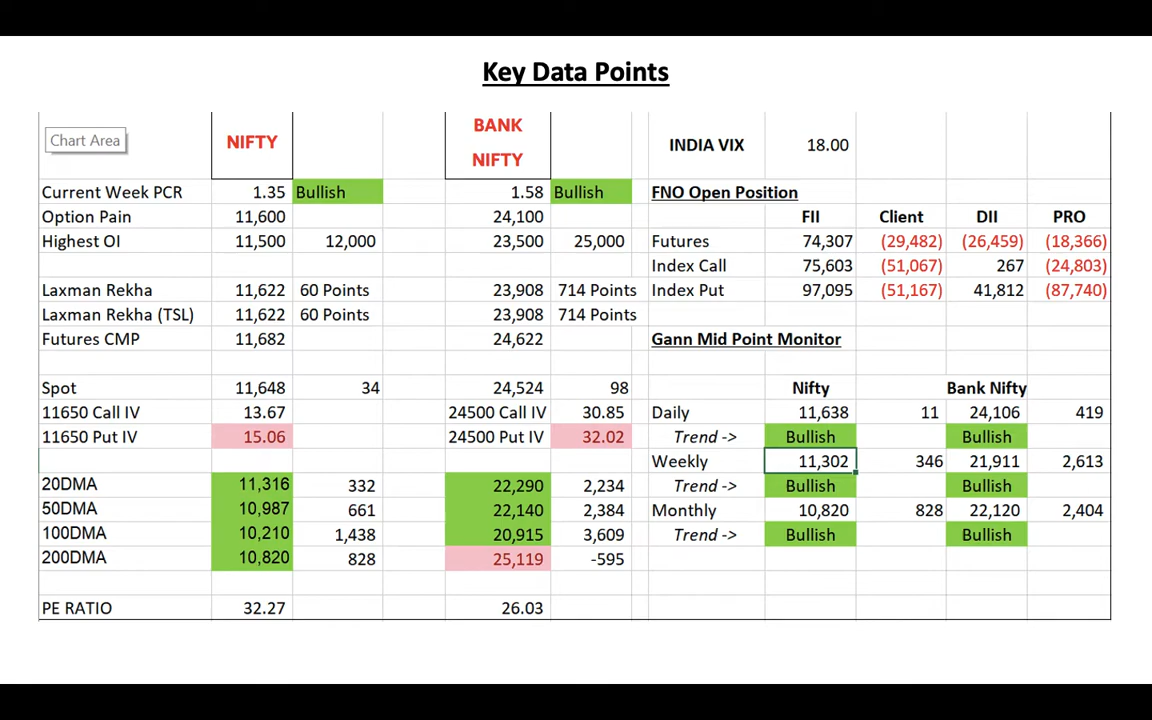 Key Data Points
Chart Area
NIFTY
BANK
NIFTY
INDIA VIX 18.00
Current Week PCR 1.35 Bullish 1.58 Bullish FNO Open Position
Option Pain 11,600 24,100 FII Client DII PRO
Highest OI 11,500 12,000 23,500 25,000 Futures 74,307 (29,482) (26,459) (18,366)
Index Call 75,603 (51,067) 267 (24,803)
Laxman Rekha 11,622 60 Points 23,908 714 Points Index Put 97,095 (51,167) 41,812 (87,740)
Laxman Rekha (TSL) 11,622 60 Points 23,908 714 Points
Futures CMP 11,682 24,622 Gann Mid Point Monitor
Spot 11,648 34 24,524 98 Nifty Bank Nifty
11650 Call IV 13.67 24500 Call IV 30.85 Daily 11,638 11 24,106 419
11650 Put IV 15.06 24500 Put IV 32.02 Trend -> Bullish Bullish
Weekly 11,302 346 21,911 2,613
20DMA 11,316 332 22,290 2,234 Trend -> Bullish Bullish
50DMA 10,987 661 22,140 2,384 Monthly 10,820 828 22,120 2,404
100DMA 10,210 1,438 20,915 3,609 Trend -> Bullish Bullish
200DMA 10,820 828 25,119 -595
PE RATIO 32.27 26.03